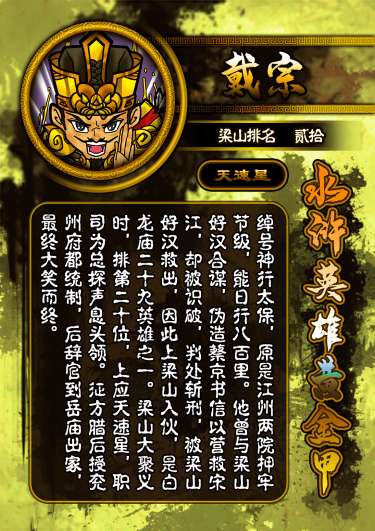 戴宗
梁山排名 贰拾
天速星
水浒英雄黄金甲
绰号神行太保，原是江州两院押牢
节级，能日行八百里。他曾与梁山
好汉合谋，伪造蔡京书信以营救宋
江，却被识破，判处斩刑，被梁山
好汉救出，因此上梁山入伙，是白
龙庙二十九英雄之一。梁山大聚义
时，排第二十位，上应天速星，职
司为总探声息头领。征方腊后授兖
州府都统制，后辞官到岳庙出家，
最终大笑而终。